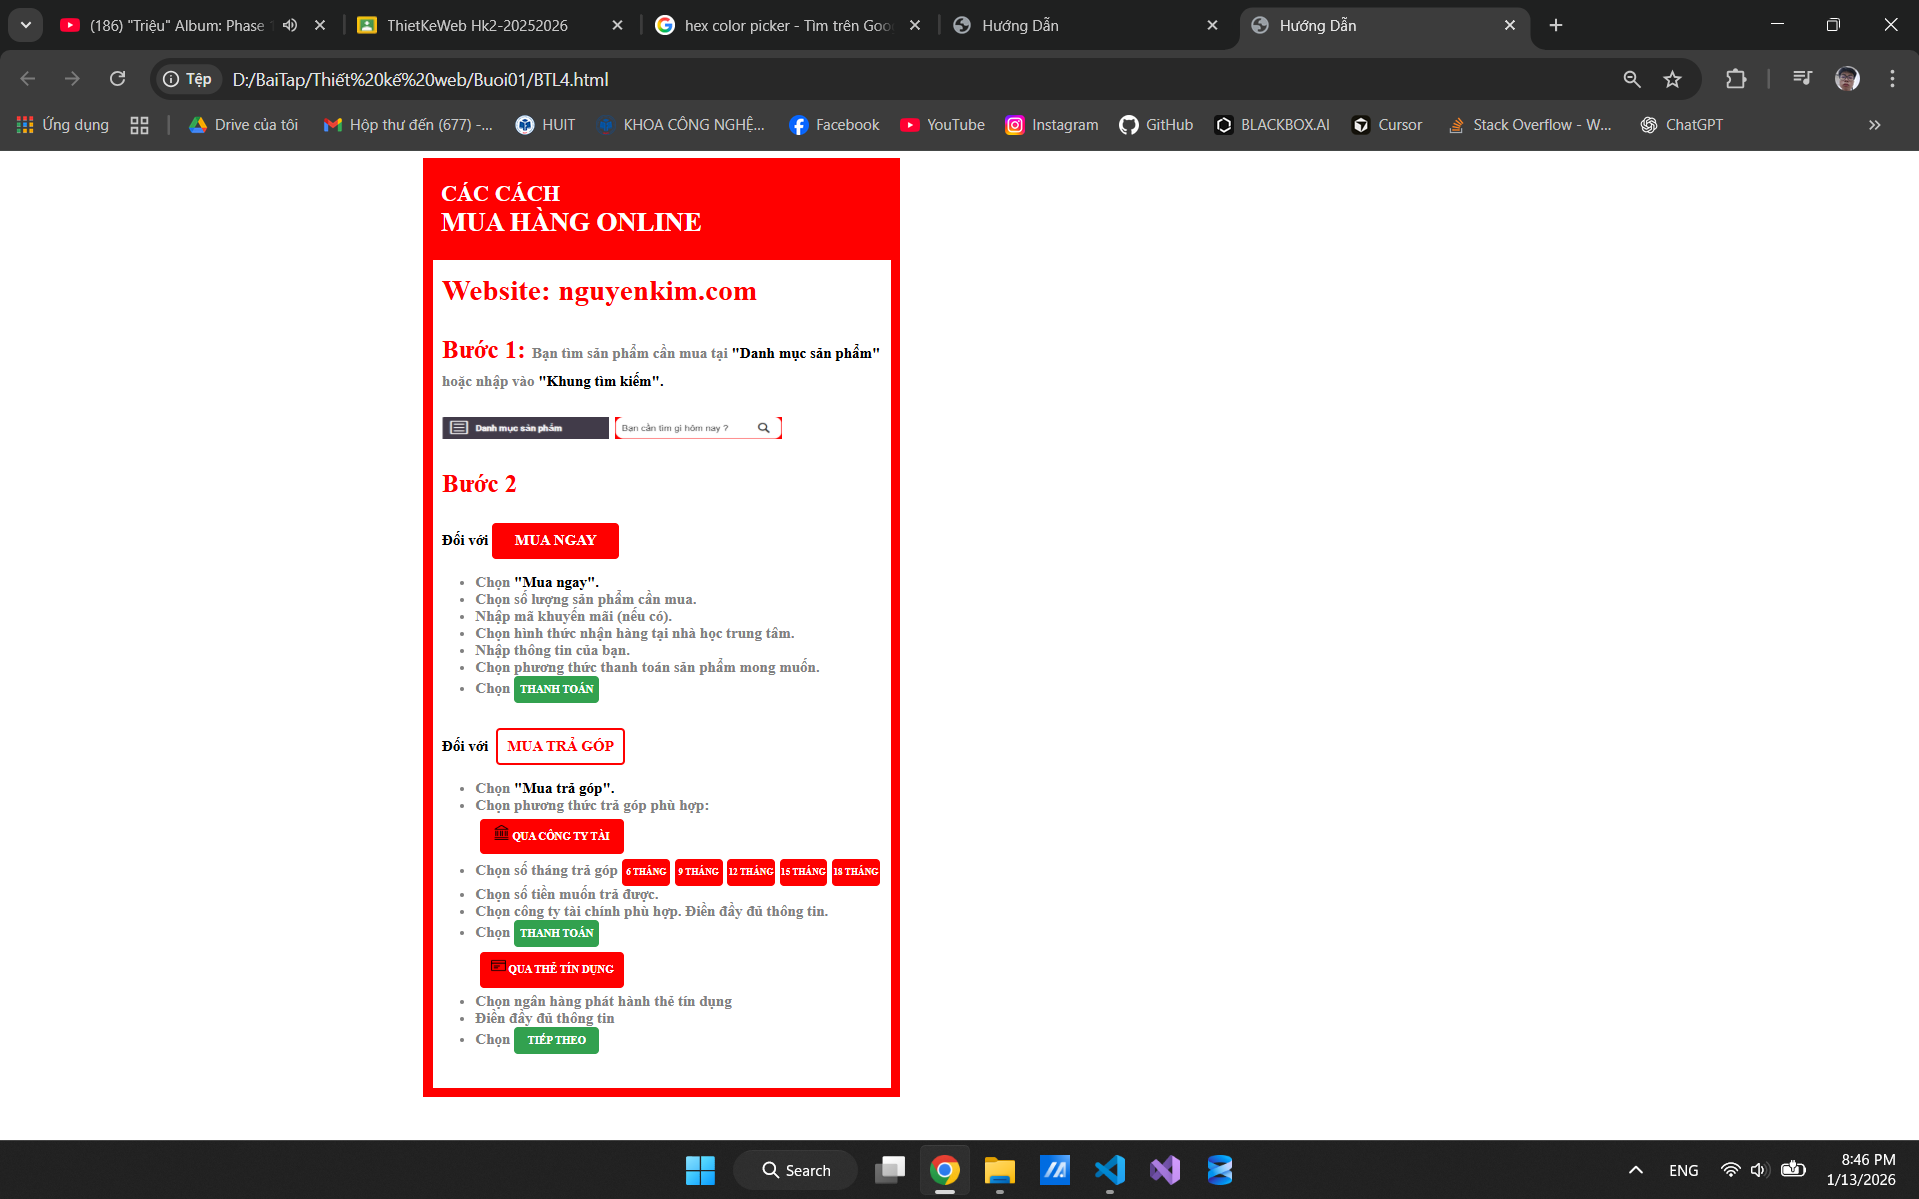 (186) "Triệu" Album: Phase
ThietKeWeb Hk2-20252026
hex color picker - Tìm trên Goo
Hướng Dẫn
Hướng Dẫn
Tệp
D:/BaiTap/Thiết%20kế%20web/Buoi01/BTL4.html
Ứng dụng
Drive của tôi
Hộp thư đến (677) -...
HUIT
KHOA CÔNG NGHỆ...
Facebook
YouTube
Instagram
GitHub
BLACKBOX.AI
Cursor
Stack Overflow - W...
ChatGPT
CÁC CÁCH
MUA HÀNG ONLINE
Website: nguyenkim.com
Bước 1: Bạn tìm sản phẩm cần mua tại "Danh mục sản phẩm"
hoặc nhập vào "Khung tìm kiếm".
Danh mục sản phẩm Bạn cần tìm gì hôm nay ?
Bước 2
Đối với MUA NGAY
Chọn "Mua ngay".
Chọn số lượng sản phẩm cần mua.
Nhập mã khuyến mãi (nếu có).
Chọn hình thức nhận hàng tại nhà học trung tâm.
Nhập thông tin của bạn.
Chọn phương thức thanh toán sản phẩm mong muốn.
Chọn THANH TOÁN
Đối với MUA TRẢ GÓP
Chọn "Mua trả góp".
Chọn phương thức trả góp phù hợp:
QUA CÔNG TY TÀI
Chọn số tháng trả góp 6 THÁNG 9 THÁNG 12 THÁNG 15 THÁNG 18 THÁNG
Chọn số tiền muốn trả được.
Chọn công ty tài chính phù hợp. Điền đầy đủ thông tin.
Chọn THANH TOÁN
QUA THẺ TÍN DỤNG
Chọn ngân hàng phát hành thẻ tín dụng
Điền đầy đủ thông tin
Chọn TIẾP THEO
Search
ENG
8:46 PM
1/13/2026